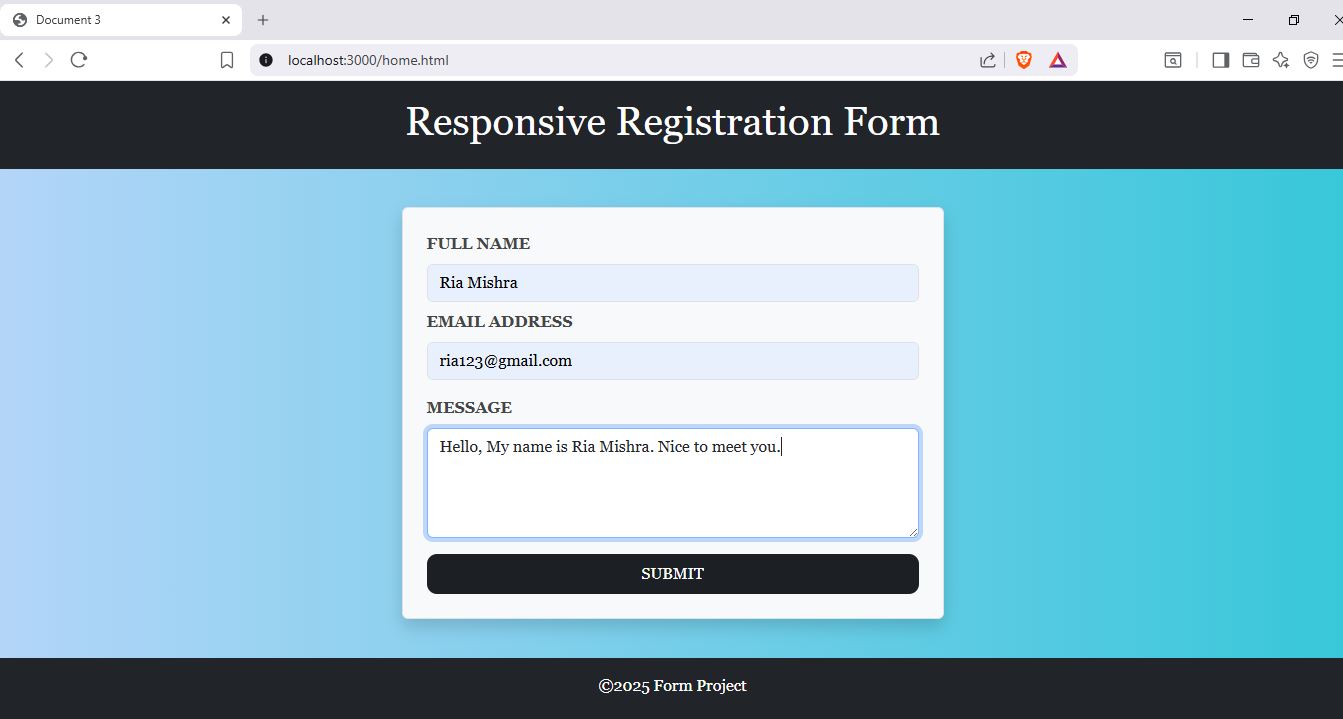 Document 3
localhost:3000/home.html
Responsive Registration Form
FULL NAME
Ria Mishra
EMAIL ADDRESS
ria123@gmail.com
MESSAGE
Hello, My name is Ria Mishra. Nice to meet you.
SUBMIT
©2025 Form Project